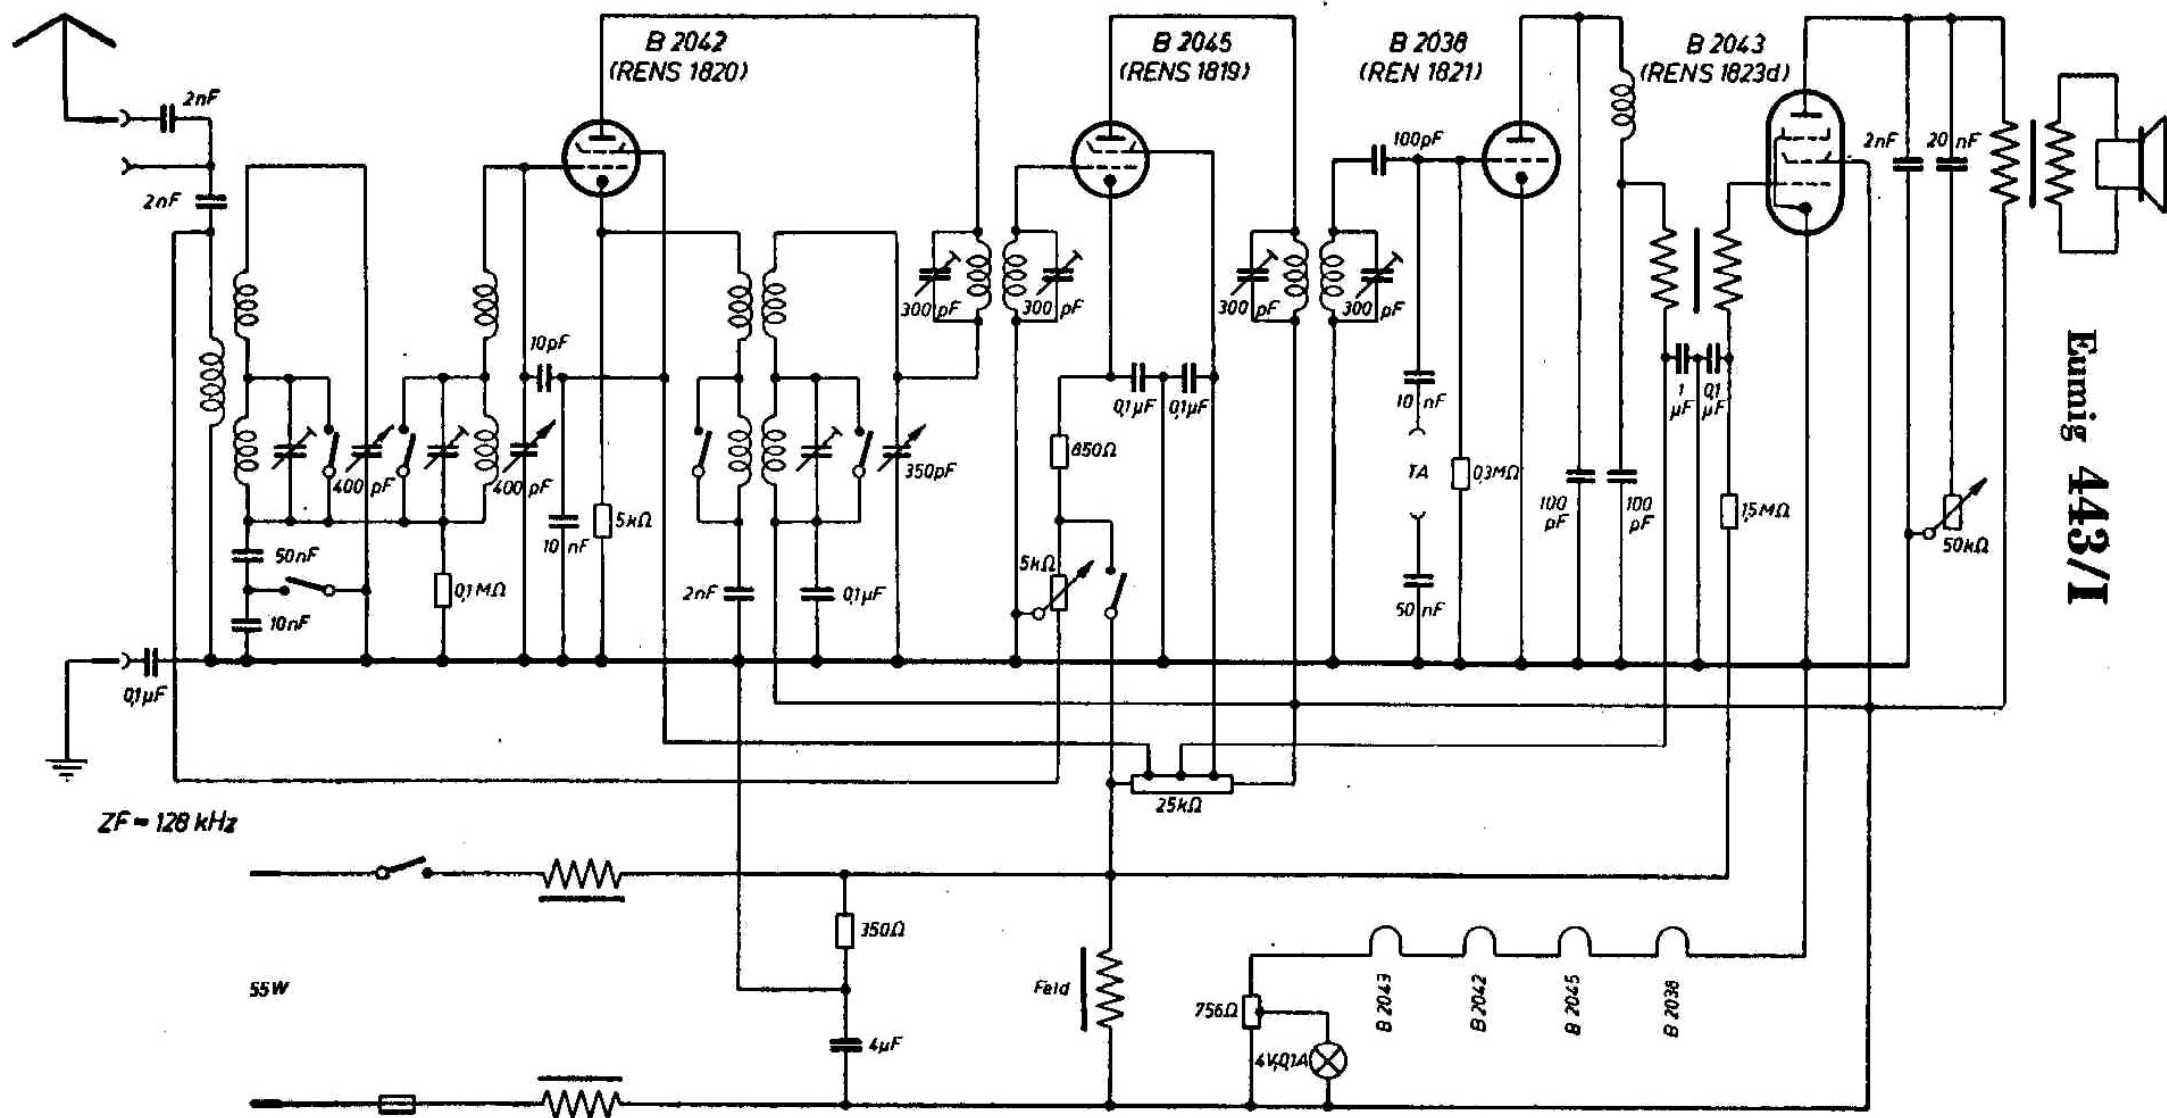 B 2042
(RENS 1820)
B 2045
(RENS 1819)
B 2038
(REN 1821)
B 2043
(RENS 1823d)
2nF
2nF
100pF
2nF
20 nF
300 pF
300 pF
300 pF
300 pF
10pF
0,1µF
0,1µF
1 µF
0,1 µF
10 nF
TA
850Ω
0,3MΩ
400 pF
400 pF
350pF
5kΩ
10 nF
100 pF
100 pF
1,5MΩ
50kΩ
50nF
0,1MΩ
2nF
0,1µF
5kΩ
50 nF
10nF
0,1µF
25kΩ
Eumig 443/I
ZF = 128 kHz
350Ω
55W
Feld
756Ω
4µF
4V,0,1A
B 2043
B 2042
B 2045
B 2038